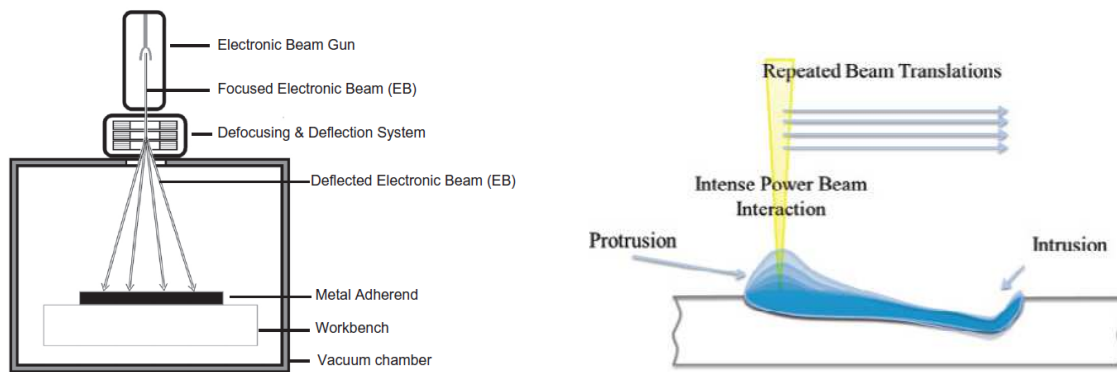 Electronic Beam Gun
Focused Electronic Beam (EB)
Defocusing & Deflection System
Deflected Electronic Beam (EB)
Metal Adherend
Workbench
Vacuum chamber
Repeated Beam Translations
Intense Power Beam
Interaction
Protrusion
Intrusion